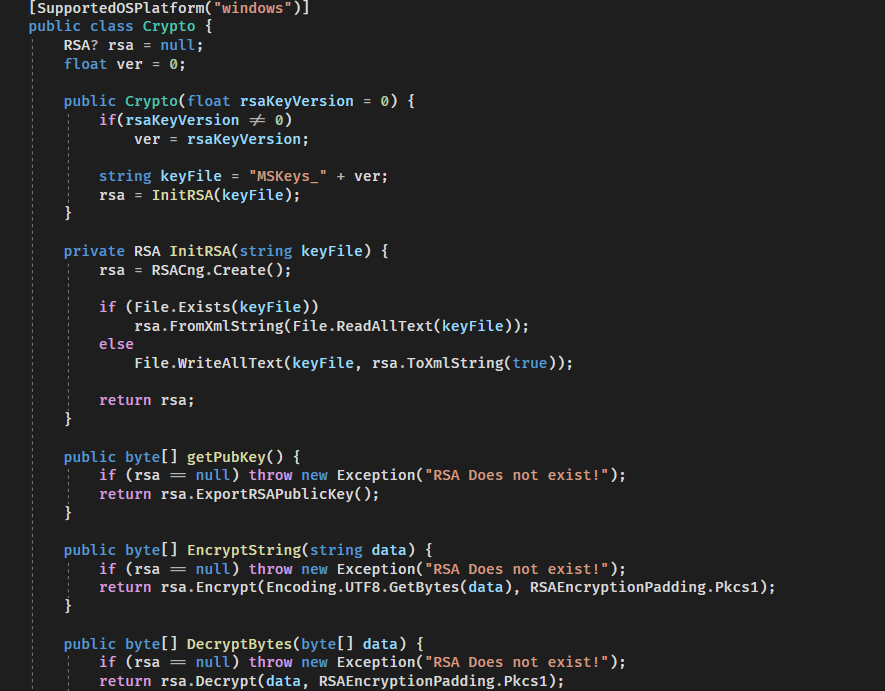 [SupportedOSPlatform("windows")]
public class Crypto {
RSA? rsa = null;
float ver = 0;
public Crypto(float rsaKeyVersion = 0) {
if(rsaKeyVersion ≠ 0)
ver = rsaKeyVersion;
string keyFile = "MSKeys_" + ver;
rsa = InitRSA(keyFile);
}
private RSA InitRSA(string keyFile) {
rsa = RSACng.Create();
if (File.Exists(keyFile))
rsa.FromXmlString(File.ReadAllText(keyFile));
else
File.WriteAllText(keyFile, rsa.ToXmlString(true));
return rsa;
}
public byte[] getPubKey() {
if (rsa == null) throw new Exception("RSA Does not exist!");
return rsa.ExportRSAPublicKey();
}
public byte[] EncryptString(string data) {
if (rsa == null) throw new Exception("RSA Does not exist!");
return rsa.Encrypt(Encoding.UTF8.GetBytes(data), RSAEncryptionPadding.Pkcs1);
}
public byte[] DecryptBytes(byte[] data) {
if (rsa == null) throw new Exception("RSA Does not exist!");
return rsa.Decrypt(data, RSAEncryptionPadding.Pkcs1);